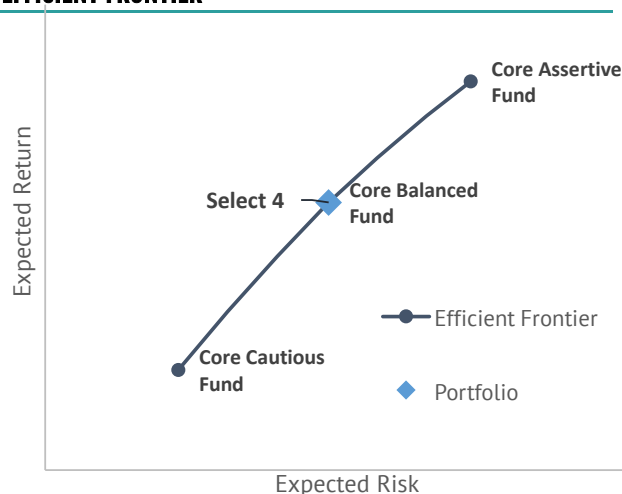 EFFICIENT FRONTIER
Core Assertive
Fund
Expected Return
Select 4
Core Balanced
Fund
Efficient Frontier
Core Cautious
Fund
Portfolio
Expected Risk